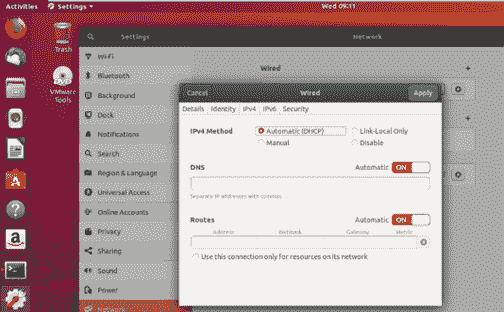 Activities Settings Wed 09:11
Trash
VMware
Tools
Settings Network
Wi-Fi
Bluetooth
Background
Dock
Notifications
Search
Region & Language
Universal Access
Online Accounts
Privacy
Sharing
Sound
Power
Wired
Cancel Wired Apply
Details Identity IPv4 IPv6 Security
IPv4 Method Automatic (DHCP) Link-Local Only
Manual Disable
DNS Automatic ON
Separate IP addresses with commas
Routes Automatic ON
Address Netmask Gateway Metric
Use this connection only for resources on its network